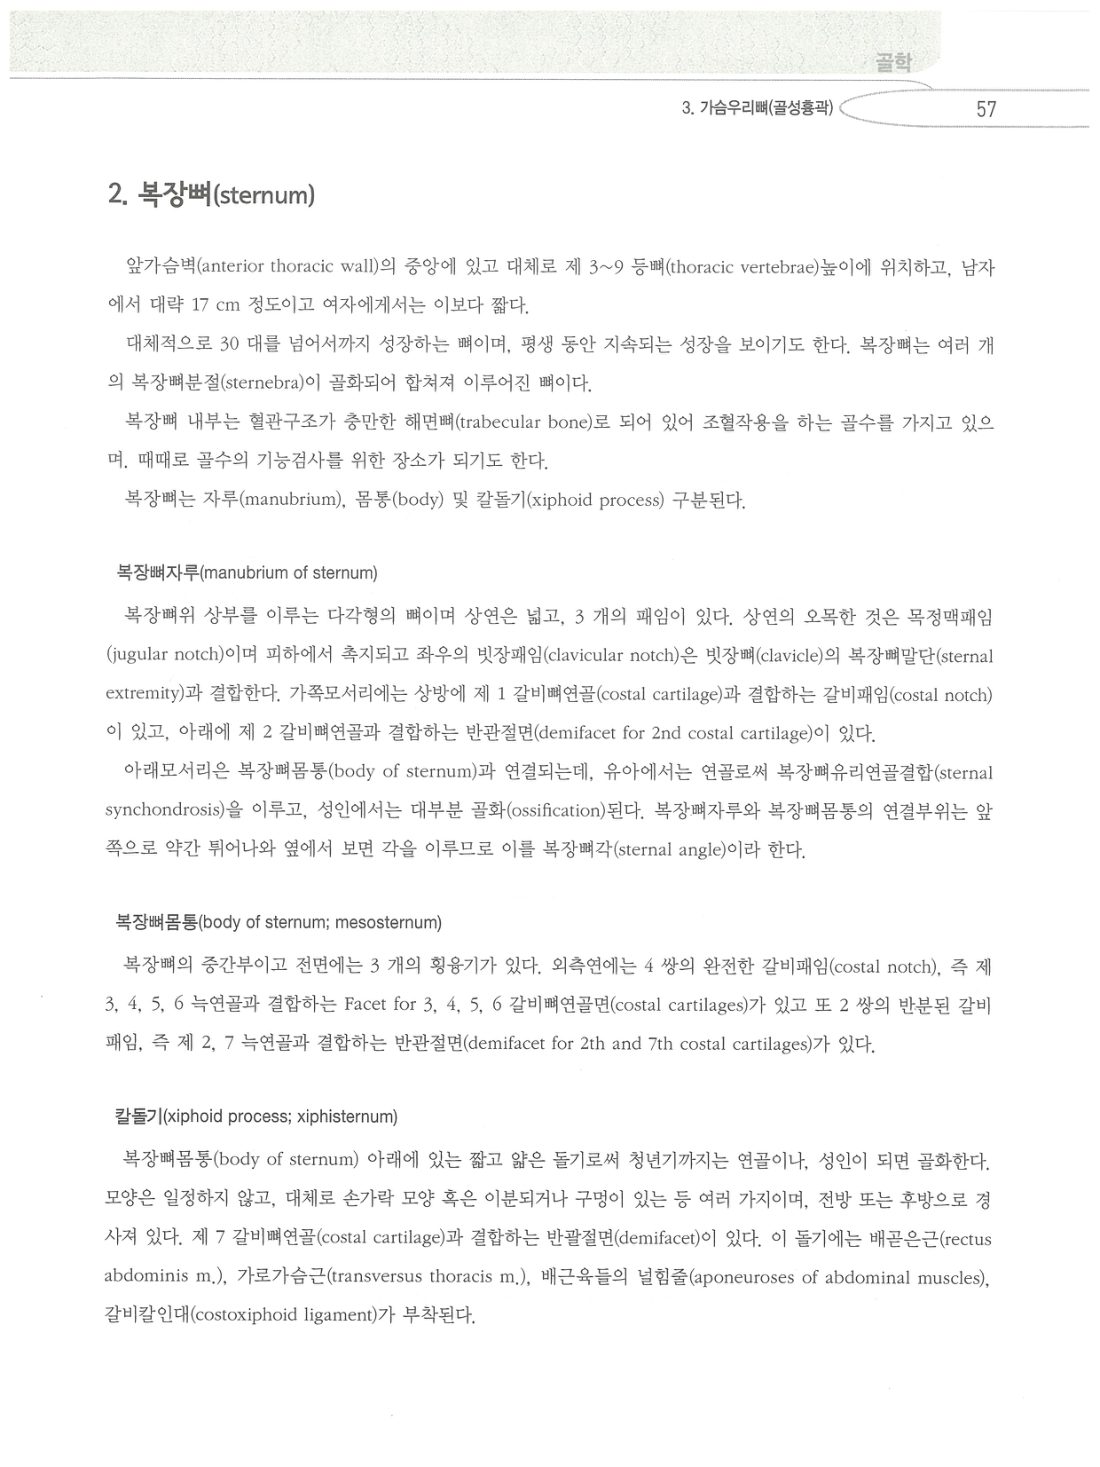 골학
3. 가슴우리뼈(골성흉곽)
57
2. 복장뼈(sternum)
앞가슴벽(anterior thoracic wall)의 중앙에 있고 대체로 제 3~9 등뼈(thoracic vertebrae)높이에 위치하고, 남자
에서 대략 17 cm 정도이고 여자에게서는 이보다 짧다.
대체적으로 30 대를 넘어서까지 성장하는 뼈이며, 평생 동안 지속되는 성장을 보이기도 한다. 복장뼈는 여러 개
의 복장뼈분절(sternebra)이 골화되어 합쳐져 이루어진 뼈이다.
복장뼈 내부는 혈관구조가 충만한 해면뼈(trabecular bone)로 되어 있어 조혈작용을 하는 골수를 가지고 있으
며. 때때로 골수의 기능검사를 위한 장소가 되기도 한다.
복장뼈는 자루(manubrium), 몸통(body) 및 칼돌기(xiphoid process) 구분된다.
복장뼈자루(manubrium of sternum)
복장뼈위 상부를 이루는 다각형의 뼈이며 상연은 넓고, 3 개의 패임이 있다. 상연의 오목한 것은 목정맥패임
(jugular notch)이며 피하에서 촉지되고 좌우의 빗장패임(clavicular notch)은 빗장뼈(clavicle)의 복장뼈말단(sternal
extremity)과 결합한다. 가쪽모서리에는 상방에 제 1 갈비뼈연골(costal cartilage)과 결합하는 갈비패임(costal notch)
이 있고, 아래에 제 2 갈비뼈연골과 결합하는 반관절면(demifacet for 2nd costal cartilage)이 있다.
아래모서리은 복장뼈몸통(body of sternum)과 연결되는데, 유아에서는 연골로써 복장뼈유리연골결합(sternal
synchondrosis)을 이루고, 성인에서는 대부분 골화(ossification)된다. 복장뼈자루와 복장뼈몸통의 연결부위는 앞
쪽으로 약간 튀어나와 옆에서 보면 각을 이루므로 이를 복장뼈각(sternal angle)이라 한다.
복장뼈몸통(body of sternum; mesosternum)
복장뼈의 중간부이고 전면에는 3 개의 횡융기가 있다. 외측연에는 4 쌍의 완전한 갈비패임(costal notch), 즉 제
3, 4, 5, 6 늑연골과 결합하는 Facet for 3, 4, 5, 6 갈비뼈연골면(costal cartilages)가 있고 또 2 쌍의 반분된 갈비
패임, 즉 제 2, 7 늑연골과 결합하는 반관절면(demifacet for 2th and 7th costal cartilages)가 있다.
칼돌기(xiphoid process; xiphisternum)
복장뼈몸통(body of sternum) 아래에 있는 짧고 얇은 돌기로써 청년기까지는 연골이나, 성인이 되면 골화한다.
모양은 일정하지 않고, 대체로 손가락 모양 혹은 이분되거나 구멍이 있는 등 여러 가지이며, 전방 또는 후방으로 경
사져 있다. 제 7 갈비뼈연골(costal cartilage)과 결합하는 반괄절면(demifacet)이 있다. 이 돌기에는 배곧은근(rectus
abdominis m.), 가로가슴근(transversus thoracis m.), 배근육들의 널힘줄(aponeuroses of abdominal muscles),
갈비칼인대(costoxiphoid ligament)가 부착된다.